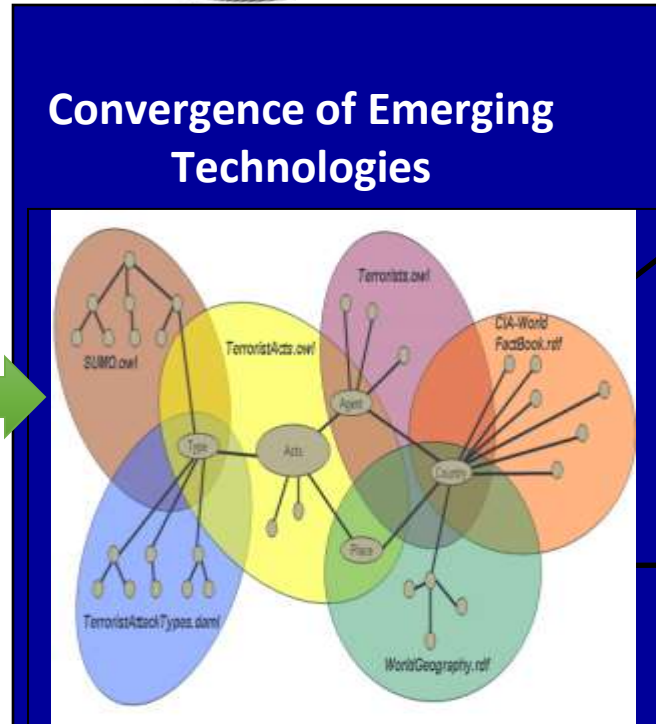 Convergence of Emerging
Technologies
Terrorists.owl
CIA-World
FactBook.rdf
SUMO.owl
TerroristActs.owl
Agent
Type
Acts
Country
Place
TerroristAttackTypes.daml
WorldGeography.rdf